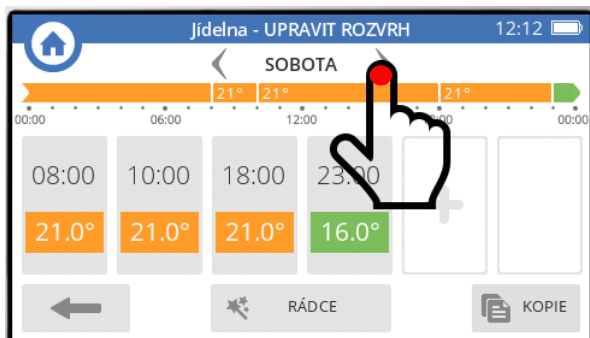 Jídelna - UPRAVIT ROZVRH 12:12
SOBOTA
21° 21° 21°
00:00 06:00 12:00 00:00
08:00 10:00 18:00 23:00
21.0° 21.0° 21.0° 16.0°
RÁDCE KOPIE